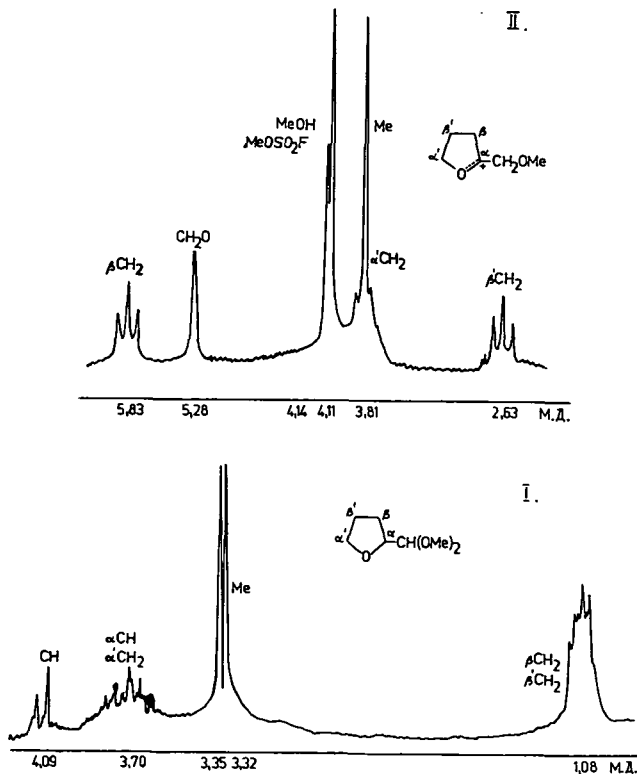 II.
MeOH
MeOSO₂F
Me
β'
β
α'
α
O
+
CH₂OMe
βCH₂
CH₂O
α'CH₂
β'CH₂
5,83 5,28 4,14 4,11 3,81 2,63 М.Д.
I.
β'
β
α'
α
O
CH(OMe)₂
Me
CH
αCH
α'CH₂
βCH₂
β'CH₂
4,09 3,70 3,35 3,32 1,08 М.Д.